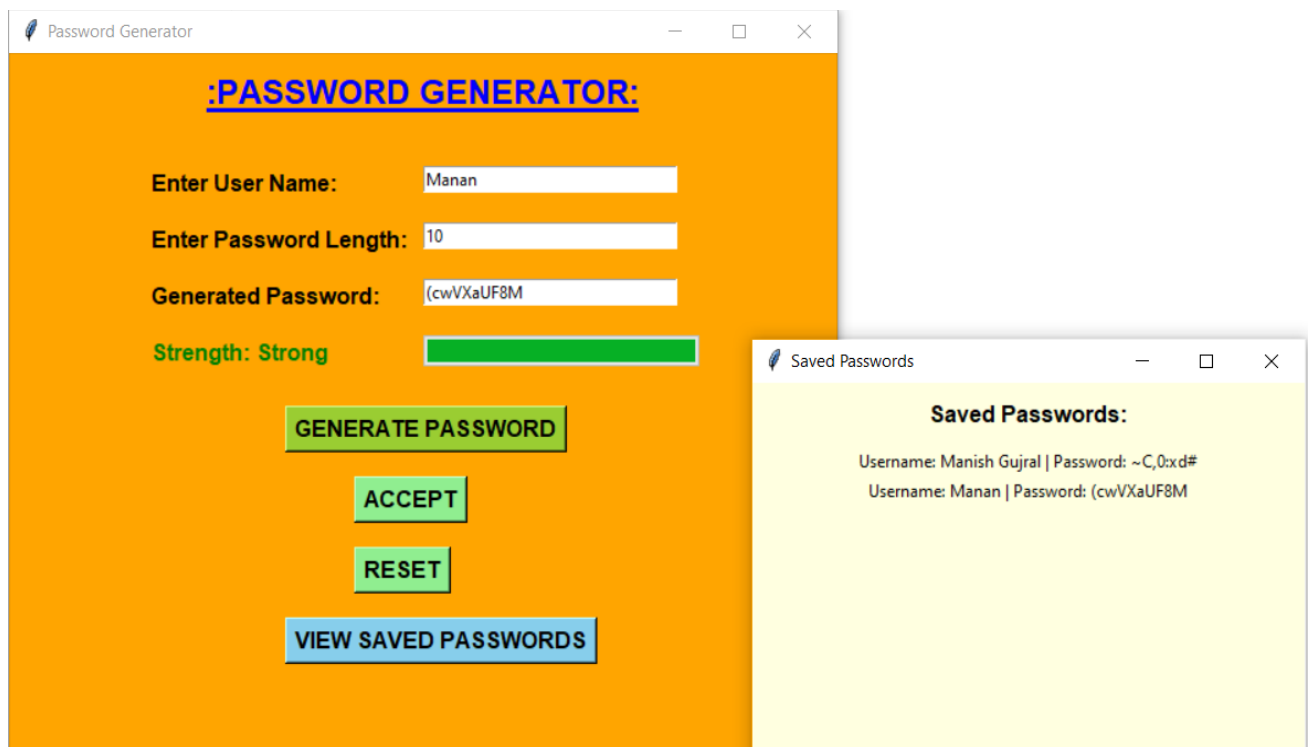 Password Generator
:PASSWORD GENERATOR:
Enter User Name: Manan
Enter Password Length: 10
Generated Password: (cwVXaUF8M
Strength: Strong
GENERATE PASSWORD
ACCEPT
RESET
VIEW SAVED PASSWORDS
Saved Passwords
Saved Passwords:
Username: Manish Gujral | Password: ~C,0:xd#
Username: Manan | Password: (cwVXaUF8M